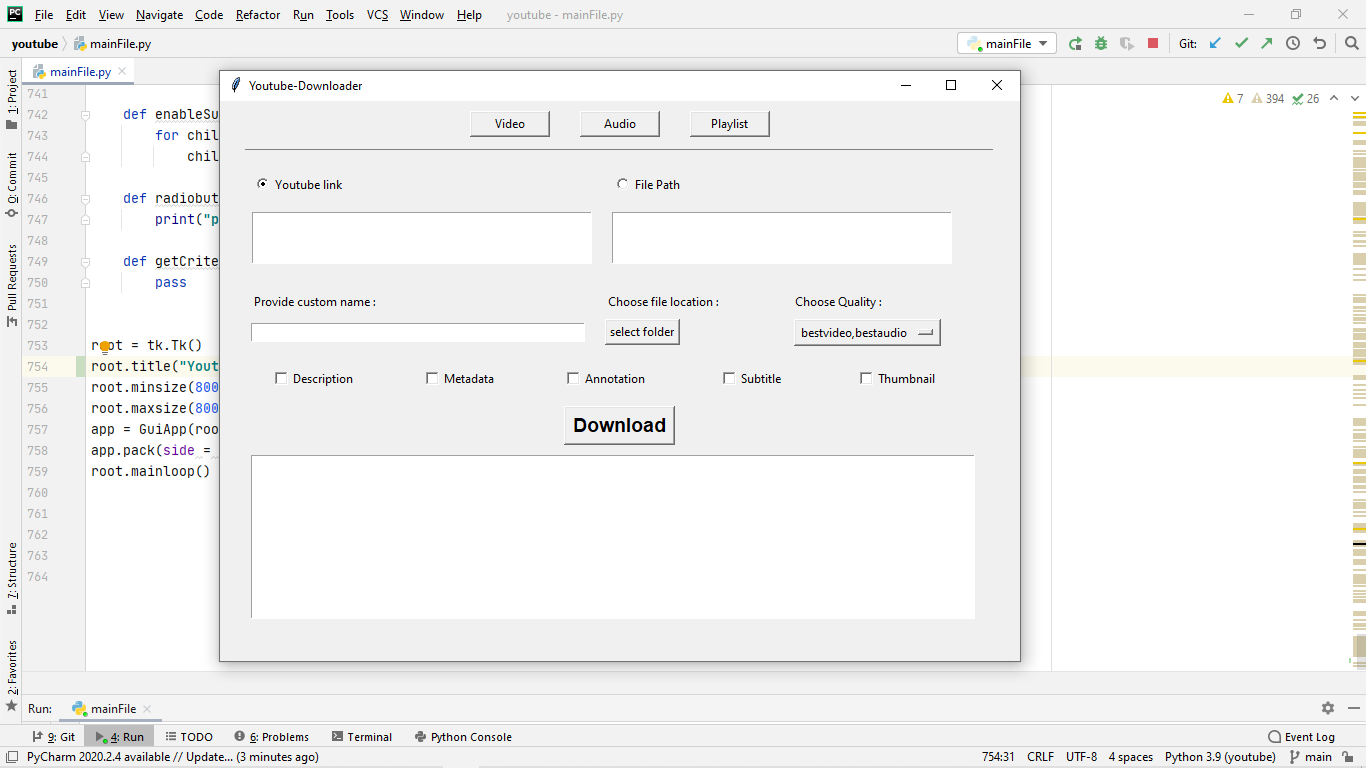 File Edit View Navigate Code Refactor Run Tools VCS Window Help youtube - mainFile.py
youtube mainFile.py mainFile Git:
mainFile.py
1: Project
0: Commit
Pull Requests
7: Structure
2: Favorites
7 394 26
741
742 def enableSu
743 for chil
744 chil
745
746 def radiobut
747 print("p
748
749 def getCrite
750 pass
751
752
753 root = tk.Tk()
754 root.title("Yout
755 root.minsize(800
756 root.maxsize(800
757 app = GuiApp(roo
758 app.pack(side =
759 root.mainloop()
760
761
762
763
764
Youtube-Downloader
Video Audio Playlist
Youtube link File Path
Provide custom name : Choose file location : Choose Quality :
select folder bestvideo,bestaudio
Description Metadata Annotation Subtitle Thumbnail
Download
Run: mainFile
9: Git 4: Run TODO 6: Problems Terminal Python Console Event Log
PyCharm 2020.2.4 available // Update... (3 minutes ago) 754:31 CRLF UTF-8 4 spaces Python 3.9 (youtube) main